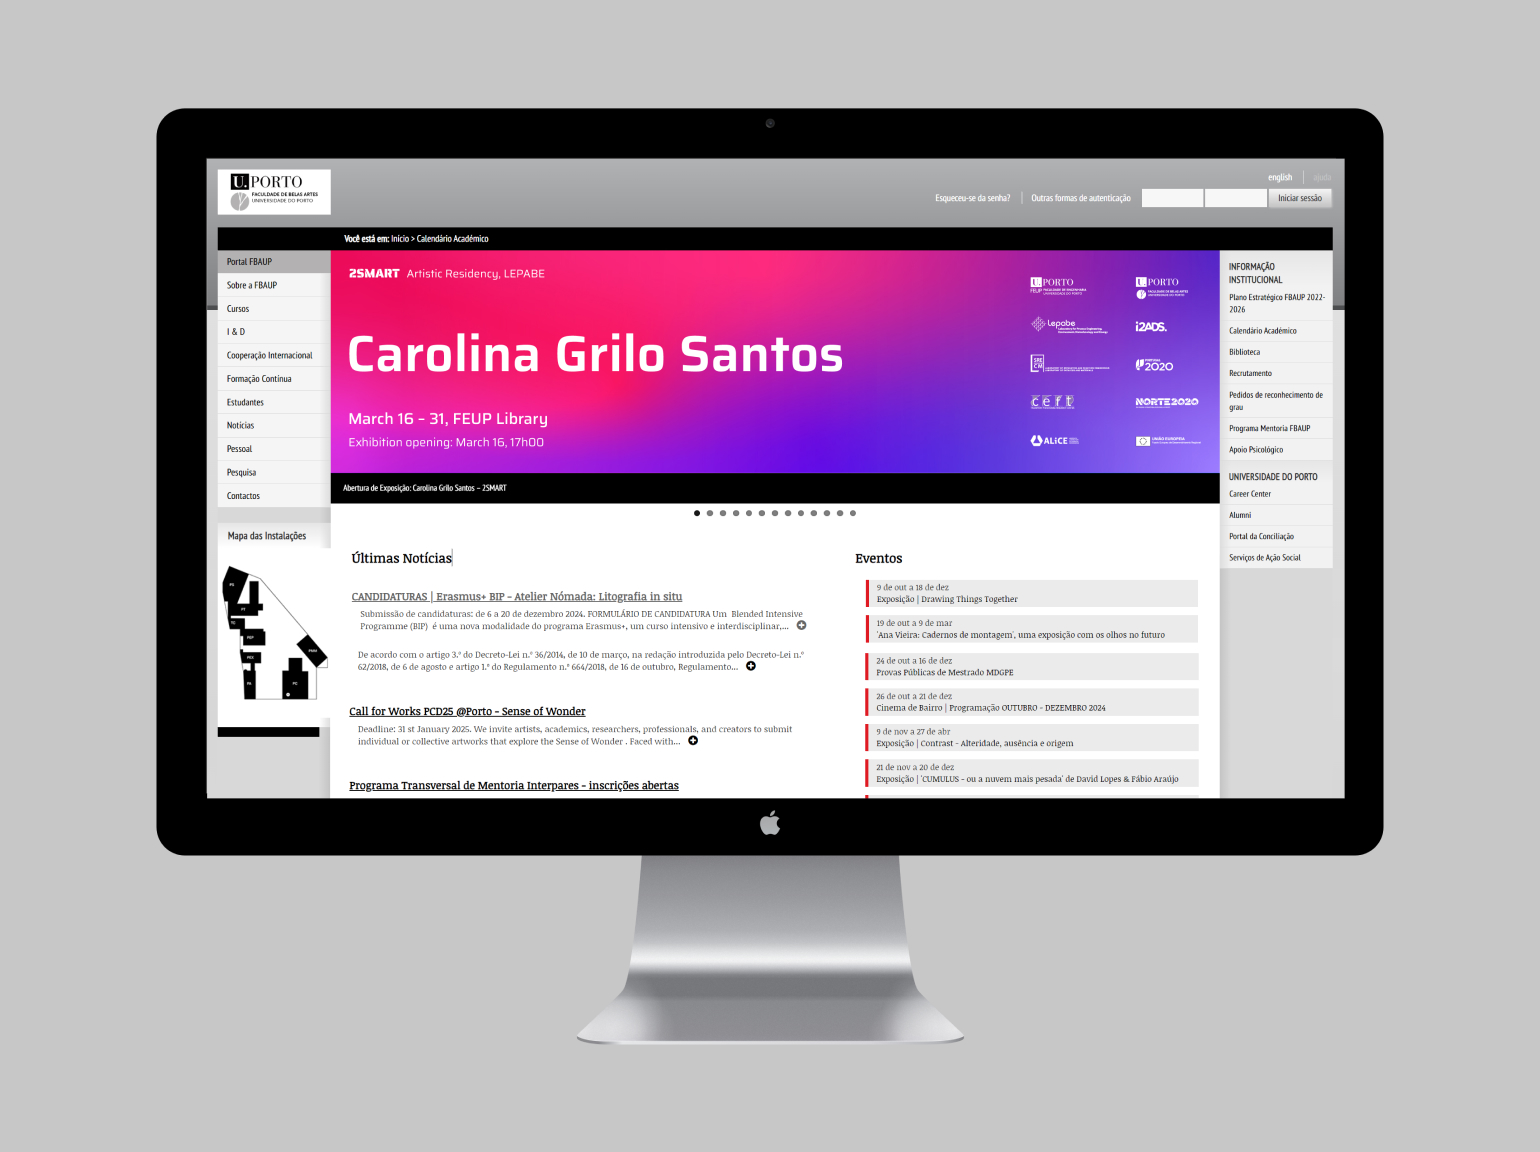 U.PORTO
FACULDADE DE BELAS ARTES
UNIVERSIDADE DO PORTO
english
ajuda
Esqueceu-se da senha?
Outras formas de autenticação
Iniciar sessão
Você está em: Início > Calendário Académico
Portal FBAUP
Sobre a FBAUP
Cursos
I & D
Cooperação Internacional
Formação Contínua
Estudantes
Notícias
Pessoal
Pesquisa
Contactos
Mapa das Instalações
2SMART Artistic Residency, LEPABE
Carolina Grilo Santos
March 16 – 31, FEUP Library
Exhibition opening: March 16, 17h00
U.PORTO
FEUP FACULDADE DE ENGENHARIA
UNIVERSIDADE DO PORTO
U.PORTO
FACULDADE DE BELAS ARTES
UNIVERSIDADE DO PORTO
Lepabe
i2ADS.
PORTUGAL
2020
ceft
NORTE2020
ALiCE
UNIÃO EUROPEIA
Abertura de Exposição: Carolina Grilo Santos – 2SMART
INFORMAÇÃO
INSTITUCIONAL
Plano Estratégico FBAUP 2022-
2026
Calendário Académico
Biblioteca
Recrutamento
Pedidos de reconhecimento de
grau
Programa Mentoria FBAUP
Apoio Psicológico
UNIVERSIDADE DO PORTO
Career Center
Alumni
Portal da Conciliação
Serviços de Ação Social
Últimas Notícias
CANDIDATURAS | Erasmus+ BIP - Atelier Nómada: Litografia in situ
Submissão de candidaturas: de 6 a 20 de dezembro 2024. FORMULÁRIO DE CANDIDATURA Um Blended Intensive
Programme (BIP) é uma nova modalidade do programa Erasmus+, um curso intensivo e interdisciplinar,...
De acordo com o artigo 3.º do Decreto-Lei n.º 36/2014, de 10 de março, na redação introduzida pelo Decreto-Lei n.º
62/2018, de 6 de agosto e artigo 1.º do Regulamento n.º 664/2018, de 16 de outubro, Regulamento...
Call for Works PCD25 @Porto - Sense of Wonder
Deadline: 31 st January 2025. We invite artists, academics, researchers, professionals, and creators to submit
individual or collective artworks that explore the Sense of Wonder . Faced with...
Programa Transversal de Mentoria Interpares - inscrições abertas
Eventos
9 de out a 18 de dez
Exposição | Drawing Things Together
19 de out a 9 de mar
'Ana Vieira: Cadernos de montagem', uma exposição com os olhos no futuro
24 de out a 16 de dez
Provas Públicas de Mestrado MDGPE
26 de out a 21 de dez
Cinema de Bairro | Programação OUTUBRO - DEZEMBRO 2024
9 de nov a 27 de abr
Exposição | Contrast - Alteridade, ausência e origem
21 de nov a 20 de dez
Exposição | 'CUMULUS - ou a nuvem mais pesada' de David Lopes & Fábio Araújo